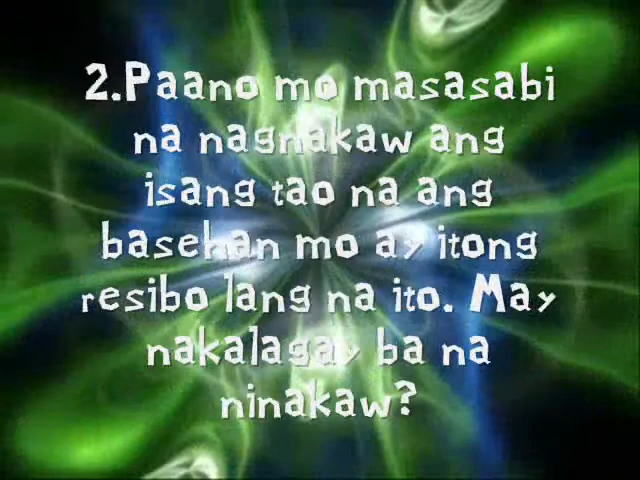 2.Paano mo masasabi
na nagnakaw ang
isang tao na ang
basehan mo ay itong
resibo lang na ito. May
nakalagay ba na
ninakaw?